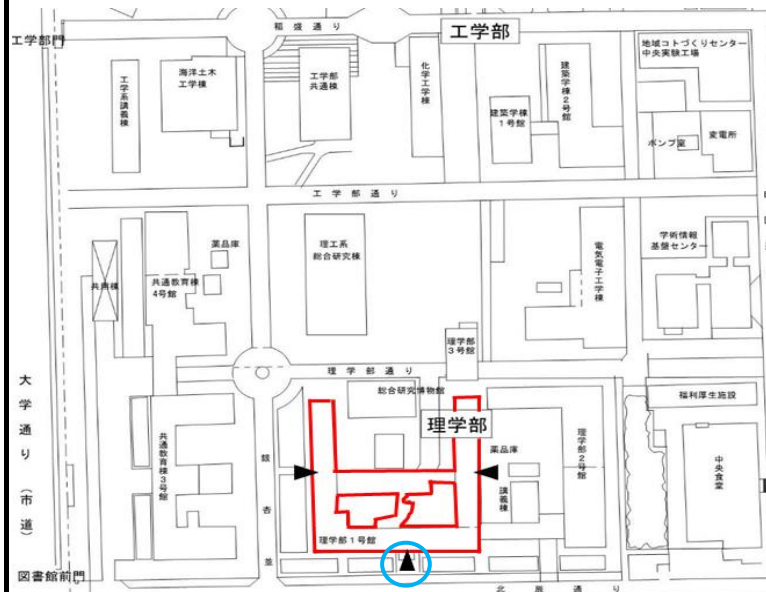 稲盛通り
工学部
工学部門
工学系講義棟
海洋土木
工学棟
工学部
共通棟
化学工学棟
建築学棟
1号館
建築学棟2号館
地域コトづくりセンター
中央実験工場
ポンプ室
変電所
工学部通り
共用棟
共通教育棟
4号館
薬品庫
理工系
総合研究棟
電気電子工学棟
学術情報
基盤センター
理学部
3号館
理学部通り
総合研究博物館
理学部
福利厚生施設
大学通り（市道）
共通教育棟3号館
銀杏並
薬品庫
講義棟
理学部2号館
中央食堂
理学部1号館
図書館前門
北辰通り